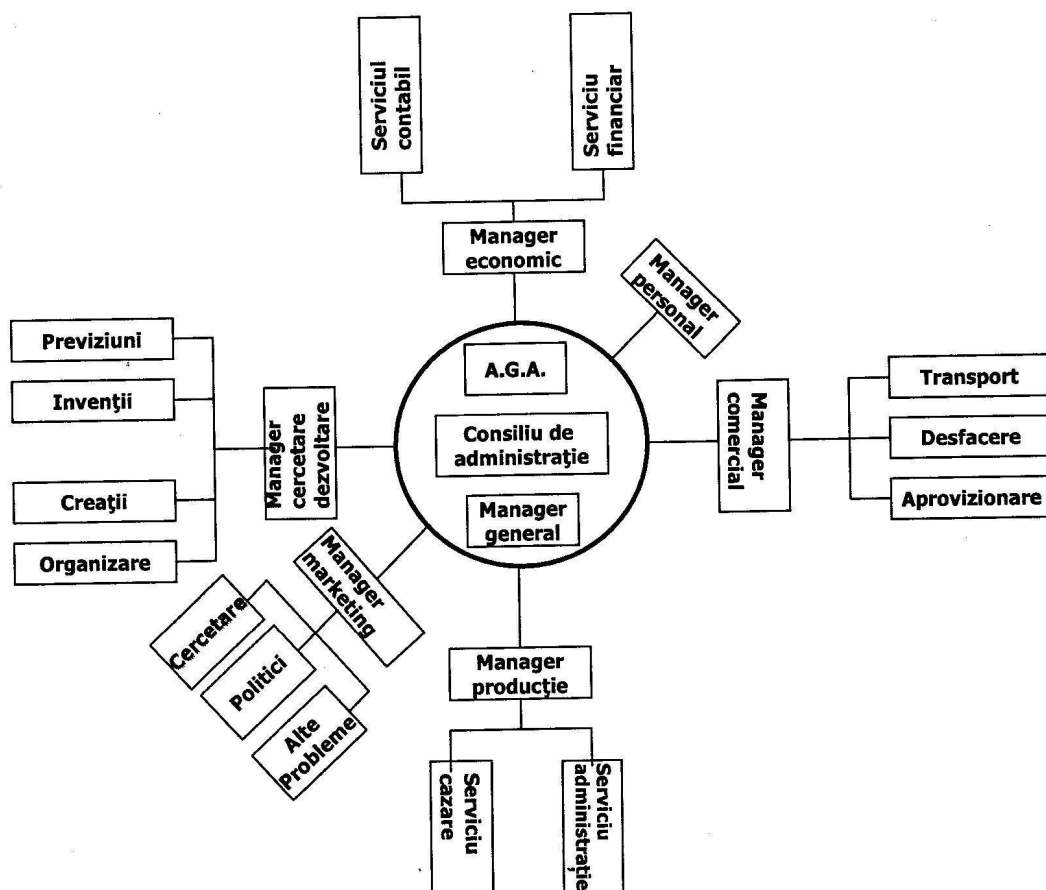 Serviciul
contabil
Serviciu
financiar
Manager
economic
Manager
personal
A.G.A.
Consiliu de
administraţie
Manager
general
Previziuni
Invenţii
Creaţii
Organizare
Manager
cercetare
dezvoltare
Manager
comercial
Transport
Desfacere
Aprovizionare
Manager
marketing
Cercetare
Politici
Alte
Probleme
Manager
producţie
Serviciu
cazare
Serviciu
administraţie